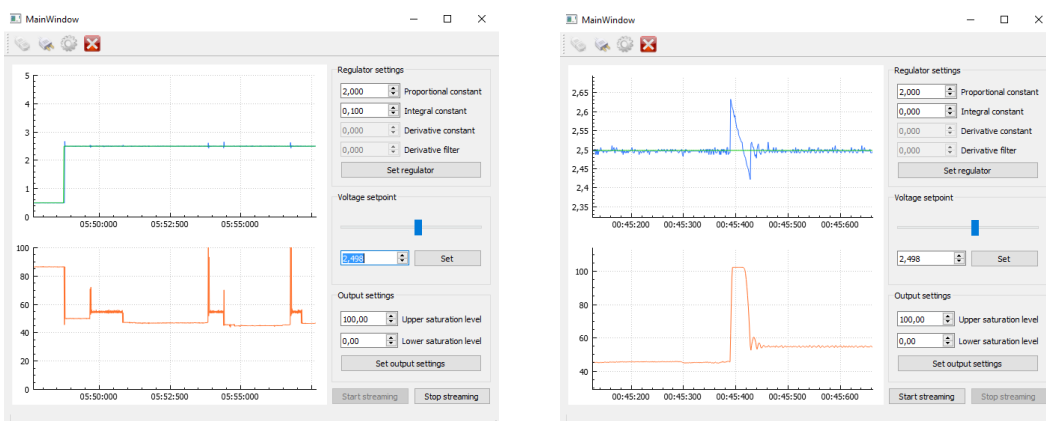 MainWindow
5
4
3
2
1
0
05:50:000 05:52:500 05:55:000
100
80
60
40
20
0
05:50:000 05:52:500 05:55:000
Regulator settings
2,000 Proportional constant
0,100 Integral constant
0,000 Derivative constant
0,000 Derivative filter
Set regulator
Voltage setpoint
2,498 Set
Output settings
100,00 Upper saturation level
0,00 Lower saturation level
Set output settings
Start streaming Stop streaming
MainWindow
2,65
2,6
2,55
2,5
2,45
2,4
2,35
00:45:200 00:45:300 00:45:400 00:45:500 00:45:600
100
80
60
40
00:45:200 00:45:300 00:45:400 00:45:500 00:45:600
Regulator settings
2,000 Proportional constant
0,000 Integral constant
0,000 Derivative constant
0,000 Derivative filter
Set regulator
Voltage setpoint
2,498 Set
Output settings
100,00 Upper saturation level
0,00 Lower saturation level
Set output settings
Start streaming Stop streaming